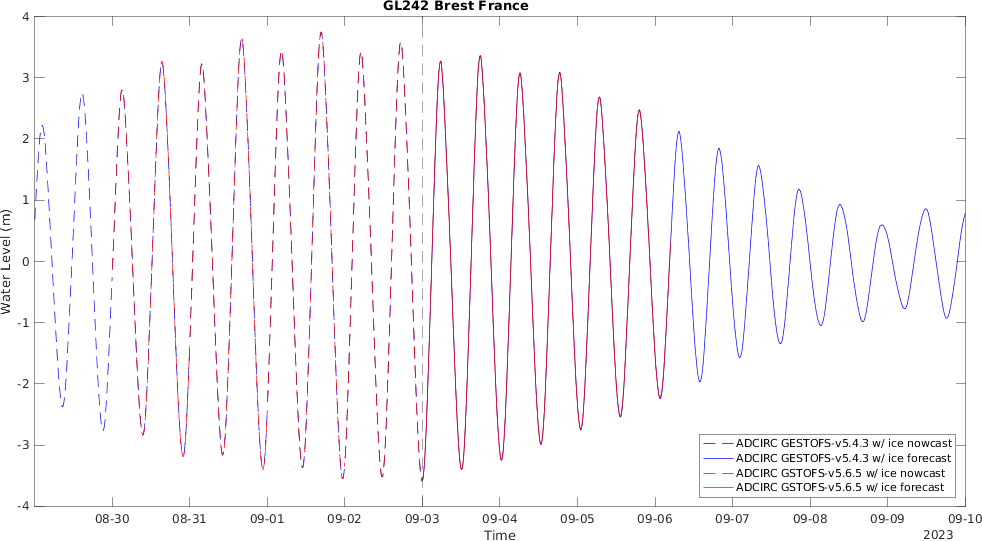 GL242 Brest France
4
3
2
1
0
-1
-2
-3
-4
Water Level (m)
ADCIRC GESTOFS-v5.4.3 w/ ice nowcast
ADCIRC GESTOFS-v5.4.3 w/ ice forecast
ADCIRC GSTOFS-v5.6.5 w/ ice nowcast
ADCIRC GSTOFS-v5.6.5 w/ ice forecast
08-30 08-31 09-01 09-02 09-03 09-04 09-05 09-06 09-07 09-08 09-09 09-10
Time
2023